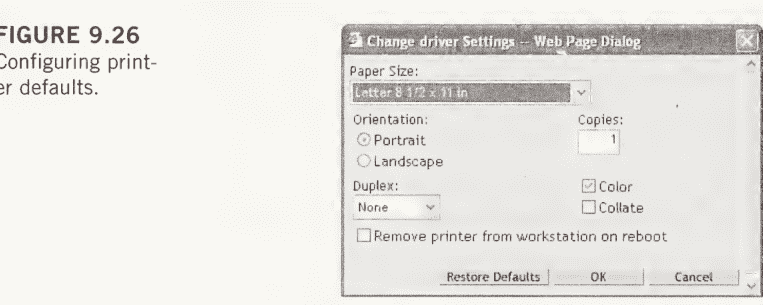 FIGURE 9.26
Configuring print-
er defaults.
Change driver Settings -- Web Page Dialog
Paper Size:
Letter 8 1/2 x 11 in
Orientation:
Copies:
Portrait
1
Landscape
Duplex:
Color
None
Collate
Remove printer from workstation on reboot
Restore Defaults
OK
Cancel